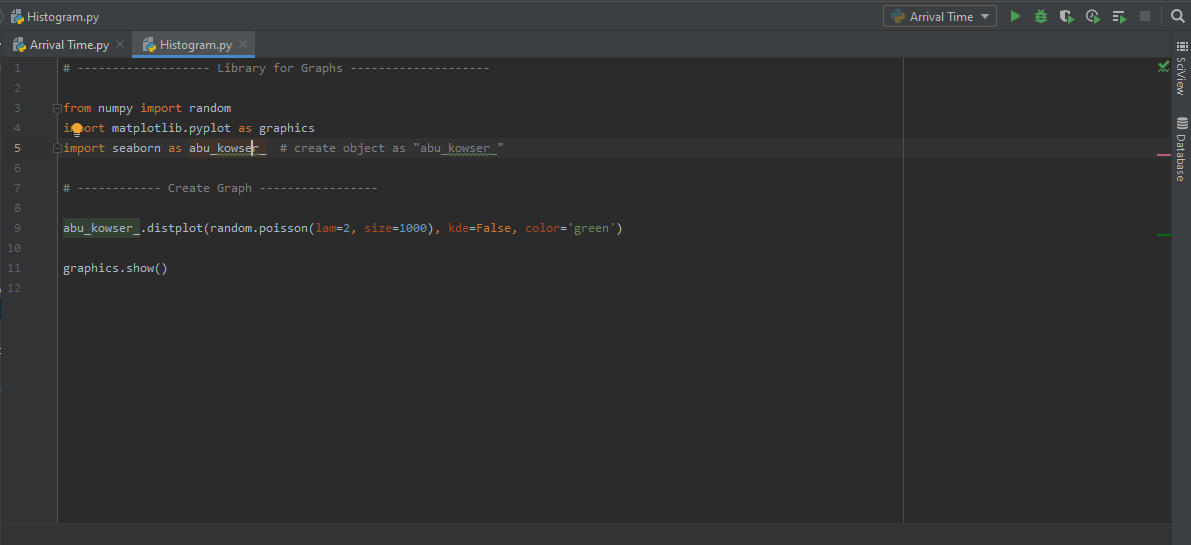 Histogram.py
Arrival Time
Arrival Time.py
Histogram.py
1 # ------------------- Library for Graphs --------------------
2
3 from numpy import random
4 import matplotlib.pyplot as graphics
5 import seaborn as abu_kowser_  # create object as "abu_kowser_"
6
7 # ------------ Create Graph -----------------
8
9 abu_kowser_.distplot(random.poisson(lam=2, size=1000), kde=False, color='green')
10
11 graphics.show()
12
SciView
Database